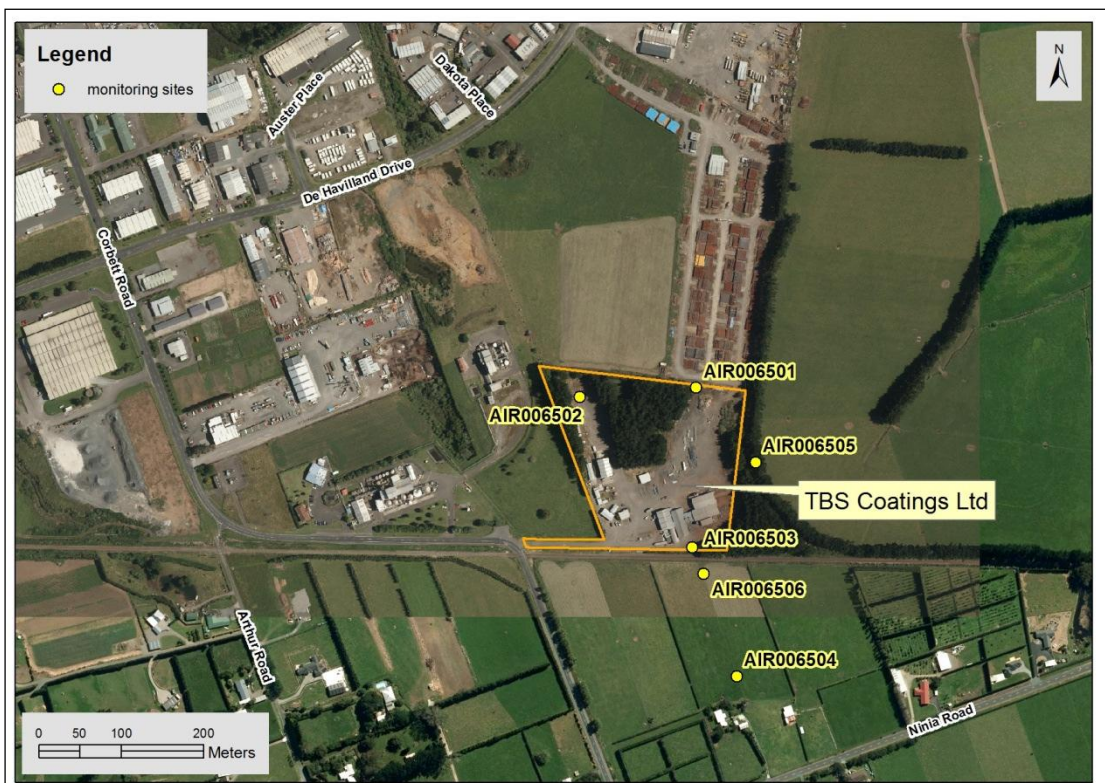 Legend
monitoring sites
N
Auster Place
Dakota Place
De Havilland Drive
Corbett Road
AIR006501
AIR006502
AIR006505
TBS Coatings Ltd
AIR006503
AIR006506
Arthur Road
AIR006504
Ninia Road
0 50 100 200
Meters